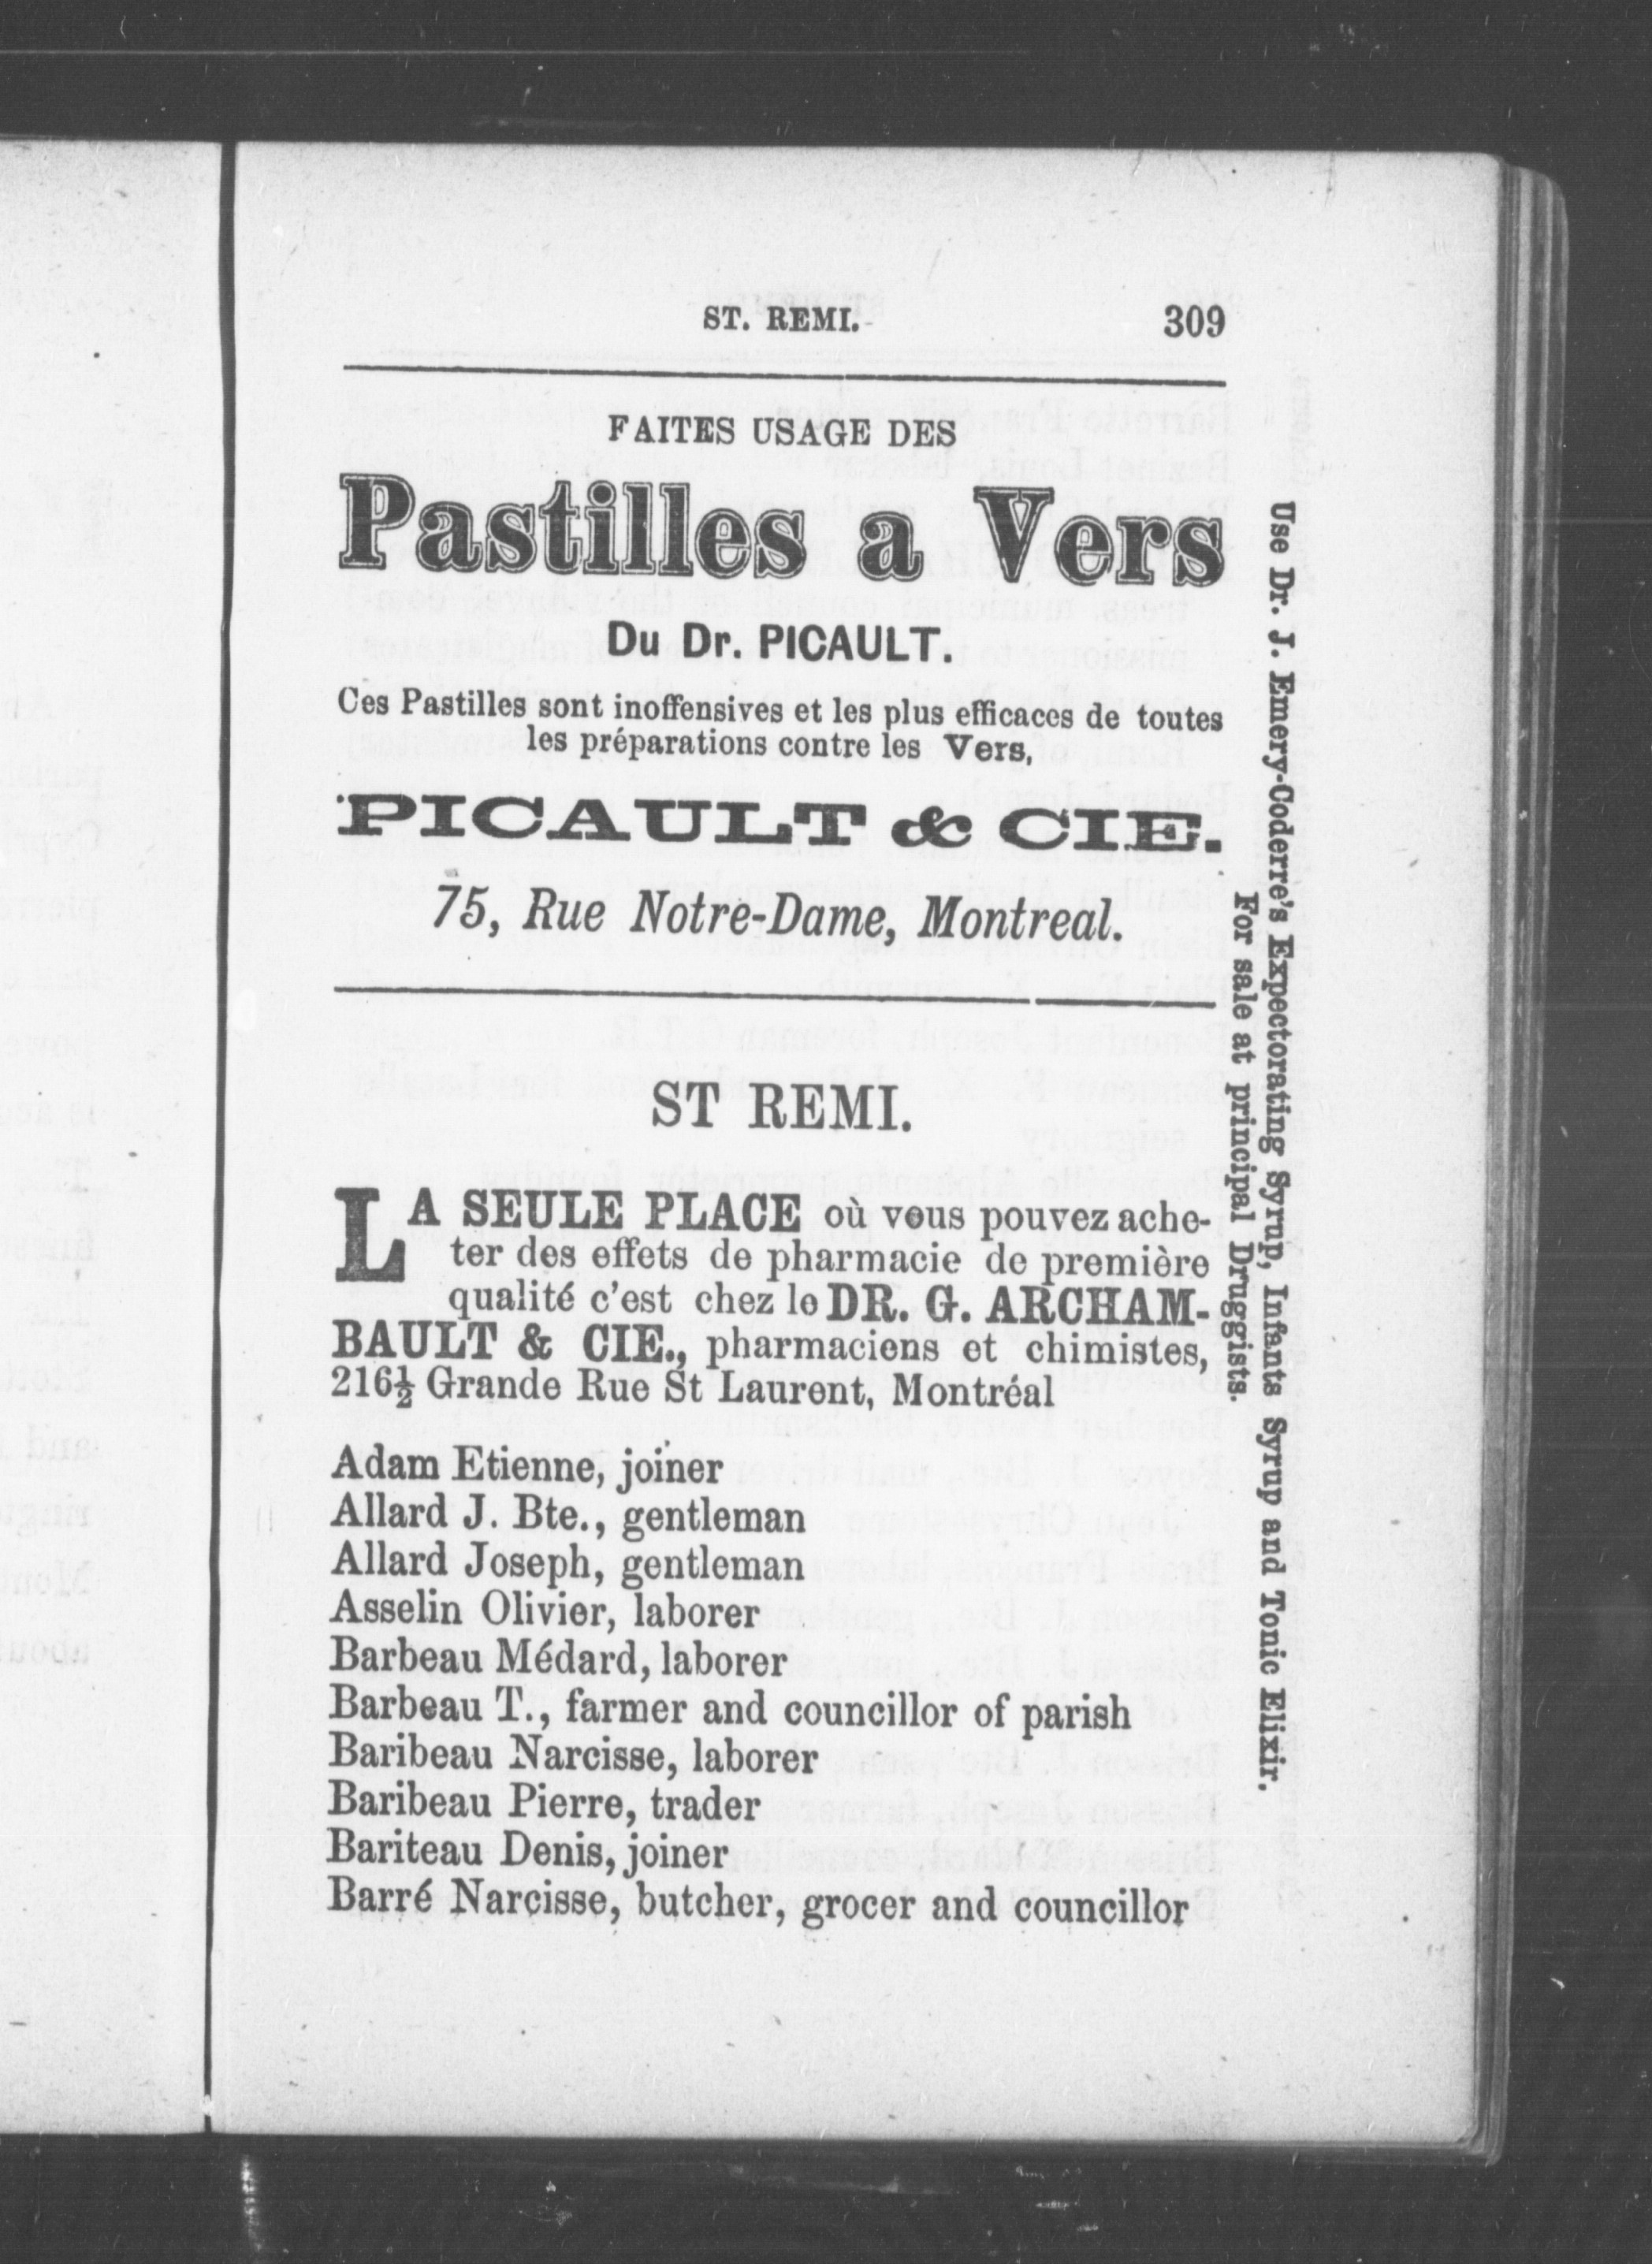 ST. REMI. 309
FAITES USAGE DES
Pastilles a Vers
Du Dr. PICAULT.
Ces Pastilles sont inoffensives et les plus efficaces de toutes
les préparations contre les Vers,
PICAULT & CIE.
75, Rue Notre-Dame, Montreal.
ST REMI.
LA SEULE PLACE où vous pouvez ache-
ter des effets de pharmacie de première
qualité c'est chez le DR. G. ARCHAM-
BAULT & CIE., pharmaciens et chimistes,
216½ Grande Rue St Laurent, Montréal
Adam Etienne, joiner
Allard J. Bte., gentleman
Allard Joseph, gentleman
Asselin Olivier, laborer
Barbeau Médard, laborer
Barbeau T., farmer and councillor of parish
Baribeau Narcisse, laborer
Baribeau Pierre, trader
Bariteau Denis, joiner
Barré Narcisse, butcher, grocer and councillor
Use Dr. J. Emery-Coderre's Expectorating Syrup, Infants Syrup and Tonic Elixir.
For sale at principal Druggists.